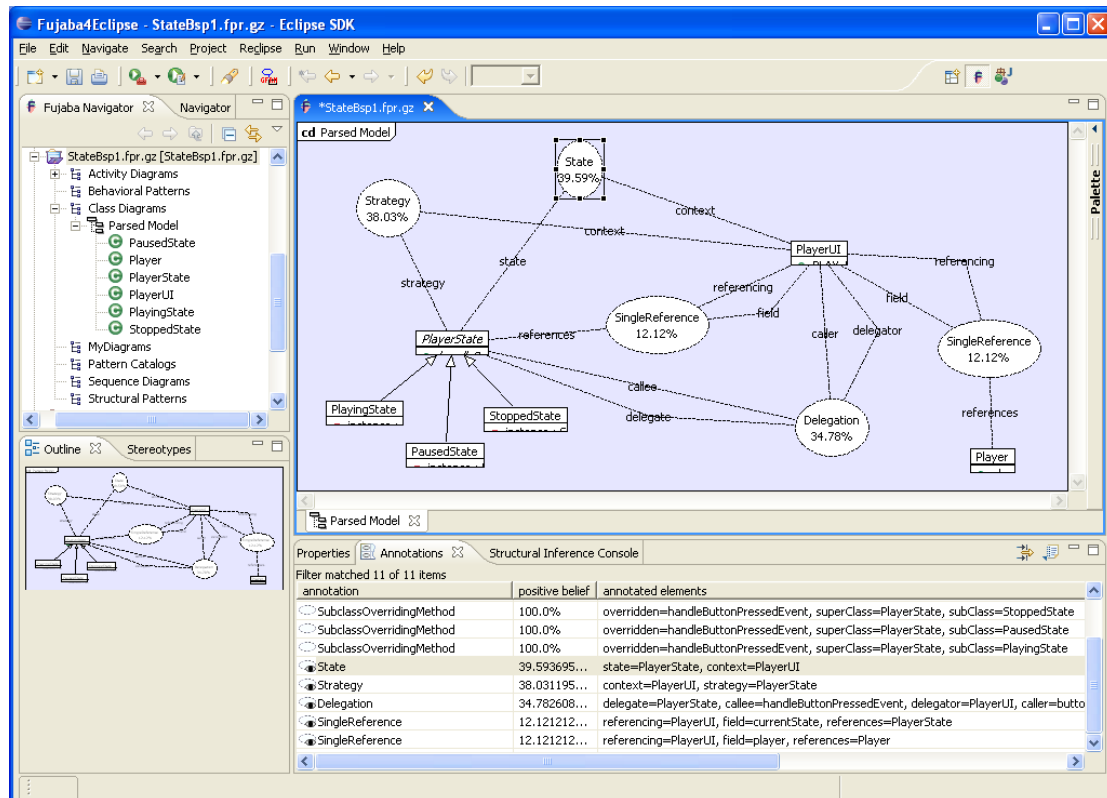 Fujaba4Eclipse - StateBsp1.fpr.gz - Eclipse SDK
File Edit Navigate Search Project Reclipse Run Window Help
Fujaba Navigator
Navigator
StateBsp1.fpr.gz [StateBsp1.fpr.gz]
Activity Diagrams
Behavioral Patterns
Class Diagrams
Parsed Model
PausedState
Player
PlayerState
PlayerUI
PlayingState
StoppedState
MyDiagrams
Pattern Catalogs
Sequence Diagrams
Structural Patterns
Outline
Stereotypes
*StateBsp1.fpr.gz
cd Parsed Model
State
39.59%
Strategy
38.03%
context
context
PlayerUI
state
strategy
referencing
referencing
field
field
SingleReference
12.12%
PlayerState
references
caller
delegator
SingleReference
12.12%
callee
delegate
PlayingState
StoppedState
PausedState
Delegation
34.78%
references
Player
Palette
Parsed Model
Properties
Annotations
Structural Inference Console
Filter matched 11 of 11 items
annotation positive belief annotated elements
SubclassOverridingMethod 100.0% overridden=handleButtonPressedEvent, superClass=PlayerState, subClass=StoppedState
SubclassOverridingMethod 100.0% overridden=handleButtonPressedEvent, superClass=PlayerState, subClass=PausedState
SubclassOverridingMethod 100.0% overridden=handleButtonPressedEvent, superClass=PlayerState, subClass=PlayingState
State 39.593695... state=PlayerState, context=PlayerUI
Strategy 38.031195... context=PlayerUI, strategy=PlayerState
Delegation 34.782608... delegate=PlayerState, callee=handleButtonPressedEvent, delegator=PlayerUI, caller=butto
SingleReference 12.121212... referencing=PlayerUI, field=currentState, references=PlayerState
SingleReference 12.121212... referencing=PlayerUI, field=player, references=Player